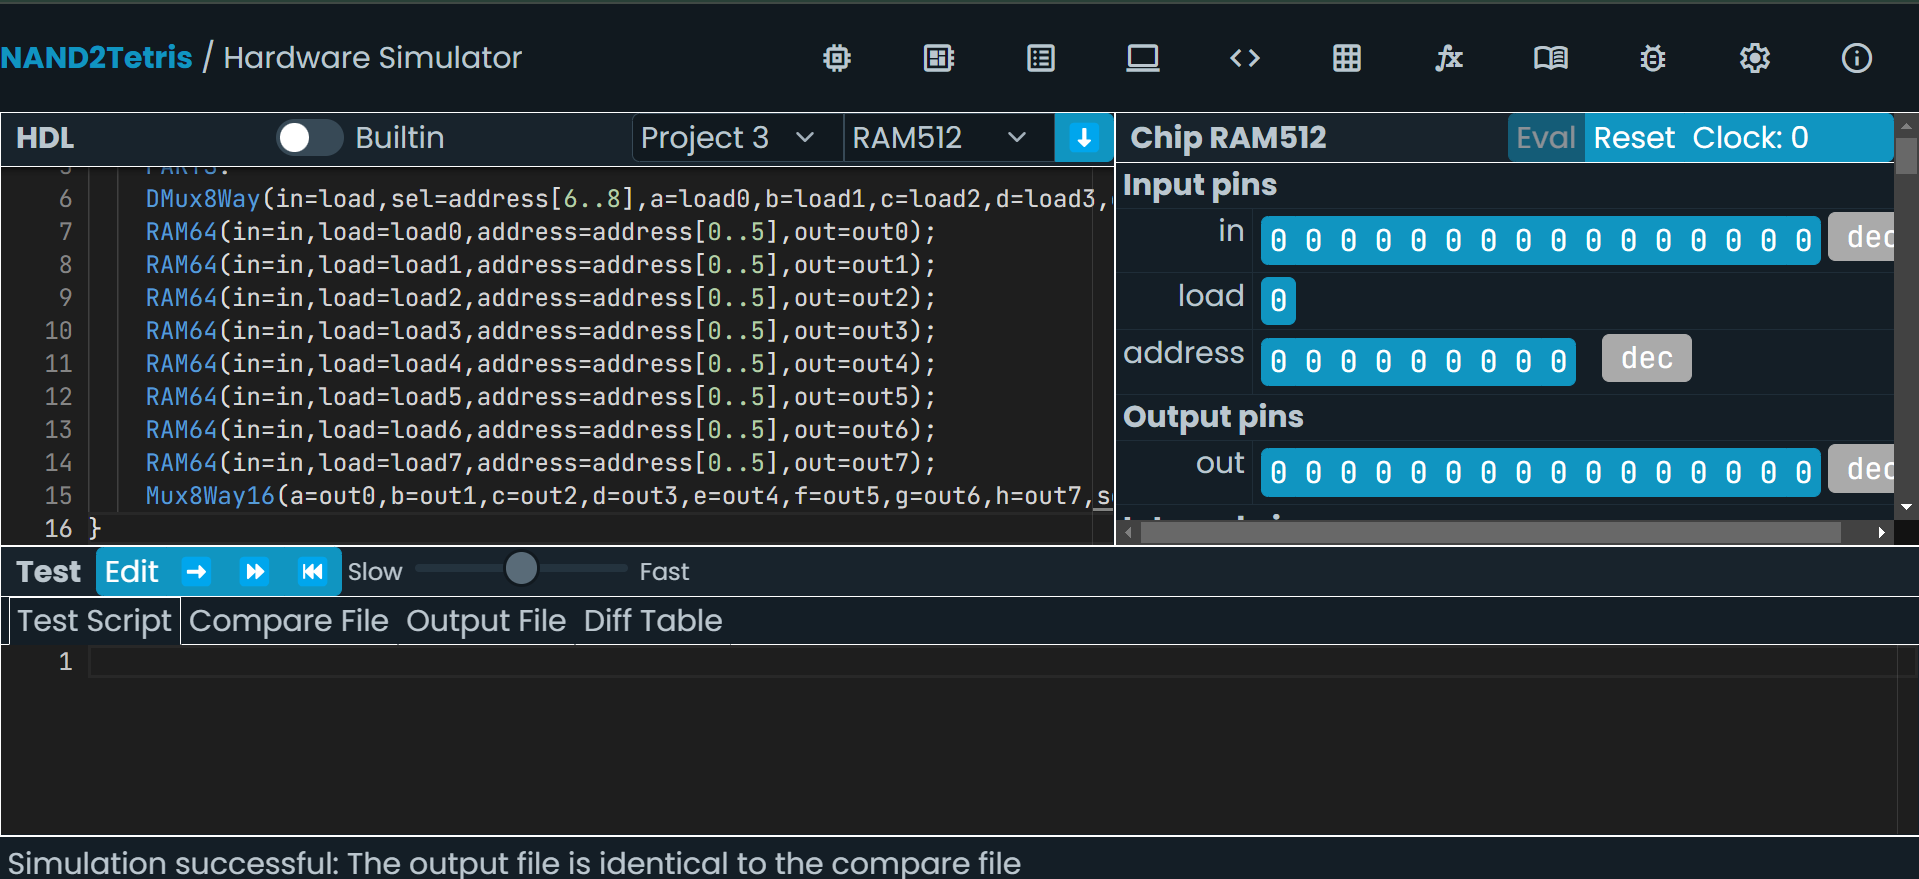 NAND2Tetris / Hardware Simulator
HDL Builtin Project 3 RAM512
5 PARTS:
6 DMux8Way(in=load,sel=address[6..8],a=load0,b=load1,c=load2,d=load3,
7 RAM64(in=in,load=load0,address=address[0..5],out=out0);
8 RAM64(in=in,load=load1,address=address[0..5],out=out1);
9 RAM64(in=in,load=load2,address=address[0..5],out=out2);
10 RAM64(in=in,load=load3,address=address[0..5],out=out3);
11 RAM64(in=in,load=load4,address=address[0..5],out=out4);
12 RAM64(in=in,load=load5,address=address[0..5],out=out5);
13 RAM64(in=in,load=load6,address=address[0..5],out=out6);
14 RAM64(in=in,load=load7,address=address[0..5],out=out7);
15 Mux8Way16(a=out0,b=out1,c=out2,d=out3,e=out4,f=out5,g=out6,h=out7,s
16 }
Chip RAM512 Eval Reset Clock: 0
Input pins
in 0 0 0 0 0 0 0 0 0 0 0 0 0 0 0 0 dec
load 0
address 0 0 0 0 0 0 0 0 0 dec
Output pins
out 0 0 0 0 0 0 0 0 0 0 0 0 0 0 0 0 dec
Test Edit Slow Fast
Test Script Compare File Output File Diff Table
1
Simulation successful: The output file is identical to the compare file